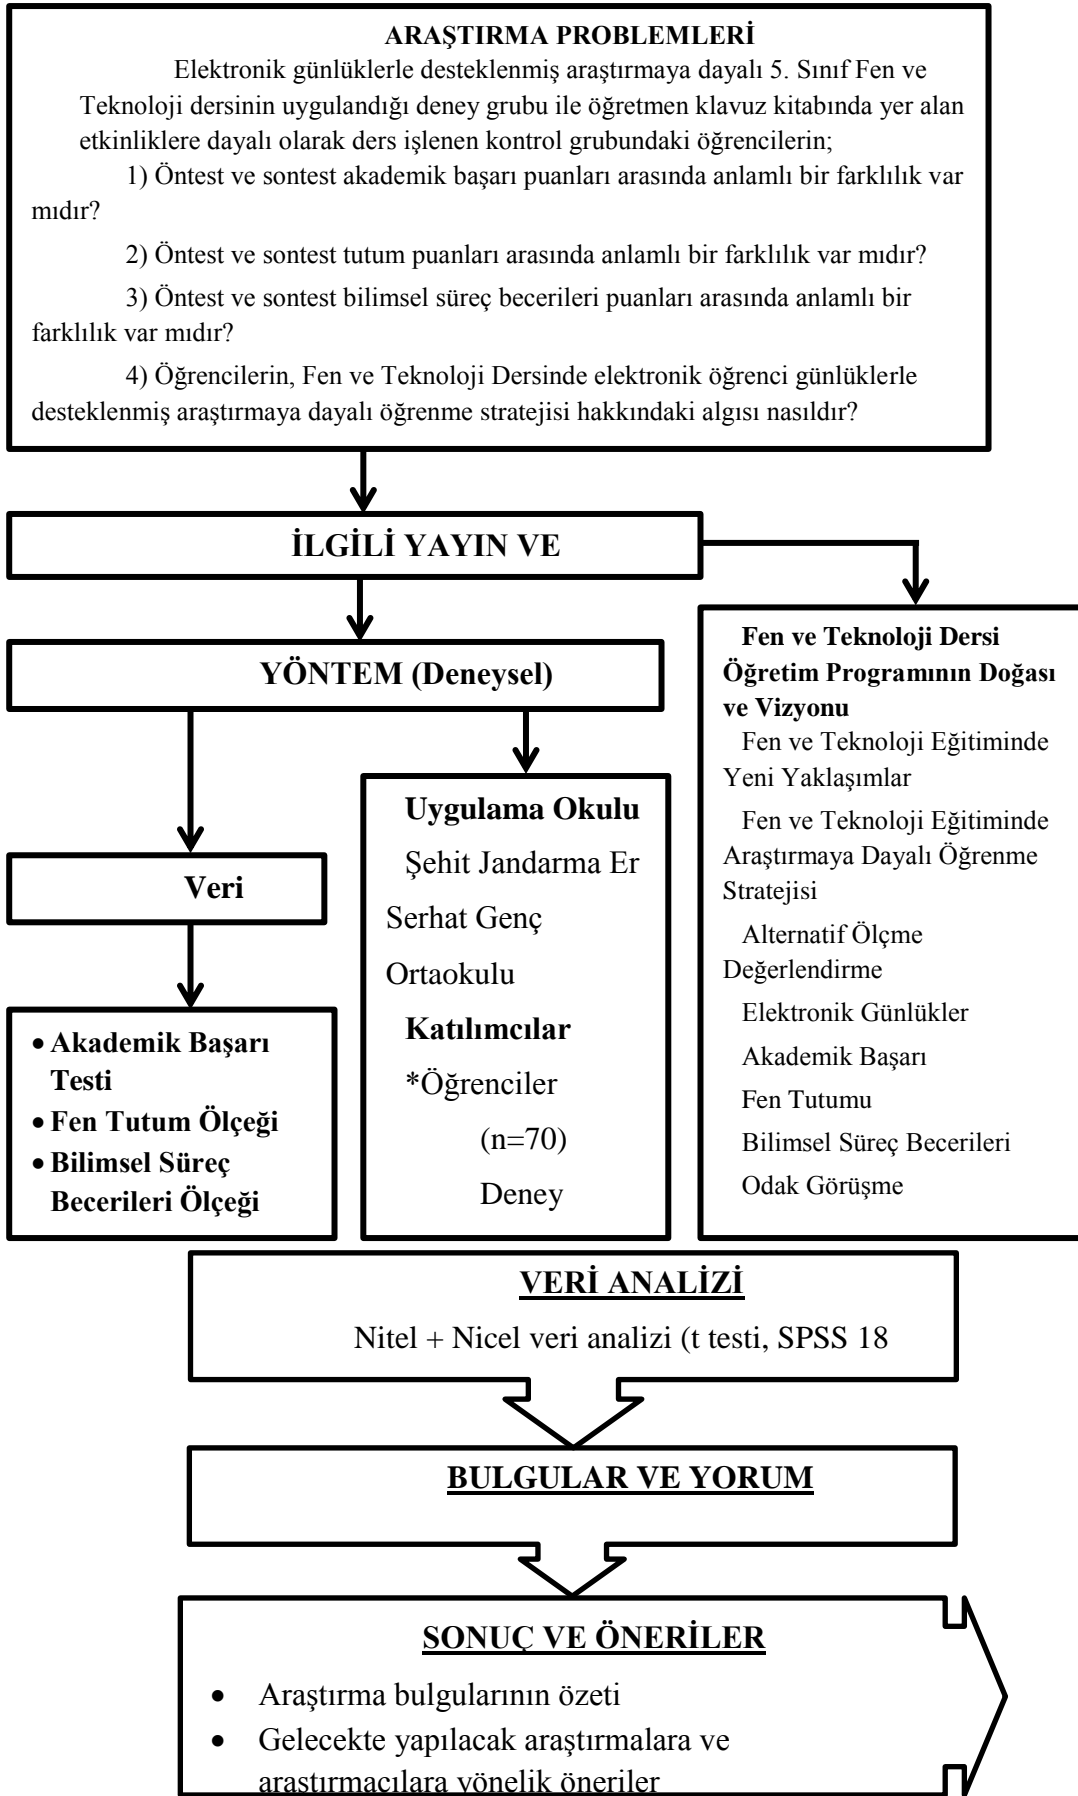 ARAŞTIRMA PROBLEMLERİ
Elektronik günlüklerle desteklenmiş araştırmaya dayalı 5. Sınıf Fen ve
Teknoloji dersinin uygulandığı deney grubu ile öğretmen klavuz kitabında yer alan
etkinliklere dayalı olarak ders işlenen kontrol grubundaki öğrencilerin;
1) Öntest ve sontest akademik başarı puanları arasında anlamlı bir farklılık var
mıdır?
2) Öntest ve sontest tutum puanları arasında anlamlı bir farklılık var mıdır?
3) Öntest ve sontest bilimsel süreç becerileri puanları arasında anlamlı bir
farklılık var mıdır?
4) Öğrencilerin, Fen ve Teknoloji Dersinde elektronik öğrenci günlüklerle
desteklenmiş araştırmaya dayalı öğrenme stratejisi hakkındaki algısı nasıldır?
İLGİLİ YAYIN VE
YÖNTEM (Deneysel)
Fen ve Teknoloji Dersi
Öğretim Programının Doğası
ve Vizyonu
Fen ve Teknoloji Eğitiminde
Yeni Yaklaşımlar
Fen ve Teknoloji Eğitiminde
Araştırmaya Dayalı Öğrenme
Stratejisi
Alternatif Ölçme
Değerlendirme
Elektronik Günlükler
Akademik Başarı
Fen Tutumu
Bilimsel Süreç Becerileri
Odak Görüşme
Uygulama Okulu
Şehit Jandarma Er
Serhat Genç
Ortaokulu
Katılımcılar
*Öğrenciler
(n=70)
Deney
Veri
• Akademik Başarı
Testi
• Fen Tutum Ölçeği
• Bilimsel Süreç
Becerileri Ölçeği
VERİ ANALİZİ
Nitel + Nicel veri analizi (t testi, SPSS 18
BULGULAR VE YORUM
SONUÇ VE ÖNERİLER
• Araştırma bulgularının özeti
• Gelecekte yapılacak araştırmalara ve
araştırmacılara yönelik öneriler